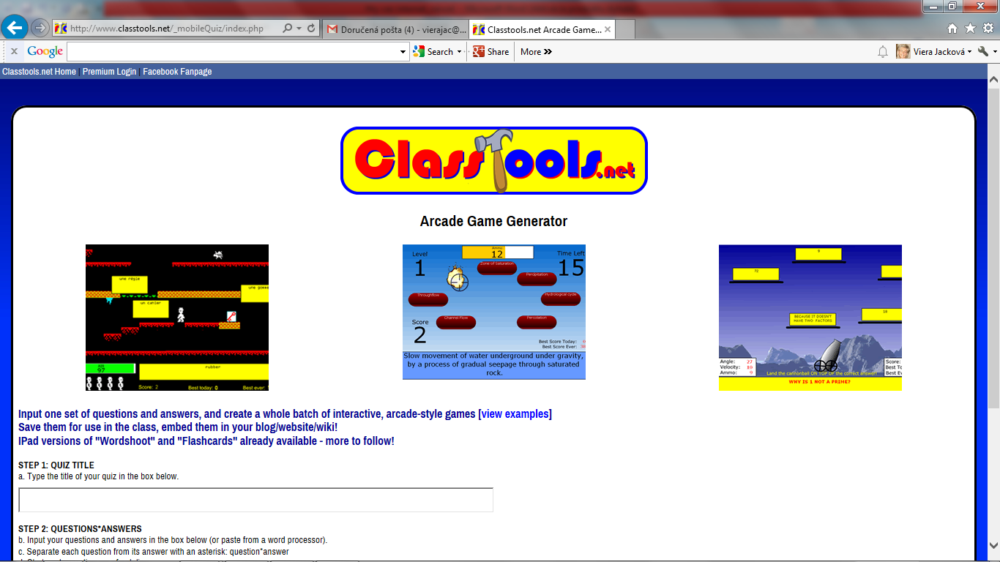 http://www.classtools.net/_mobileQuiz/index.php
Doručená pošta (4) - vierajac@...
Classtools.net Arcade Game...
x Google
Search
Share
More »
Viera Jacková
Classtools.net Home | Premium Login | Facebook Fanpage
ClassTools.net
Arcade Game Generator
une règle
un cahier
97
rubber
Score: 2
Best today: 0
Best ever:
Level
1
Ammo
12
Time Left
15
Zone of Saturation
Percipitation
Throughflow
Hydrological cycle
Channel Flow
Percolation
Score
2
Best Score Today:
Best Score Ever:
Slow movement of water underground under gravity,
by a process of gradual seepage through saturated
rock.
72
BECAUSE IT DOESN'T
HAVE TWO FACTORS
Angle: 27
Velocity: 10
Ammo: 9
Score:
Best To
Best E
Land the cannonball ON TOP OF the correct answer!
WHY IS 1 NOT A PRIME?
Input one set of questions and answers, and create a whole batch of interactive, arcade-style games [view examples]
Save them for use in the class, embed them in your blog/website/wiki!
IPad versions of "Wordshoot" and "Flashcards" already available - more to follow!
STEP 1: QUIZ TITLE
a. Type the title of your quiz in the box below.
STEP 2: QUESTIONS*ANSWERS
b. Input your questions and answers in the box below (or paste from a word processor).
c. Separate each question from its answer with an asterisk: question*answer